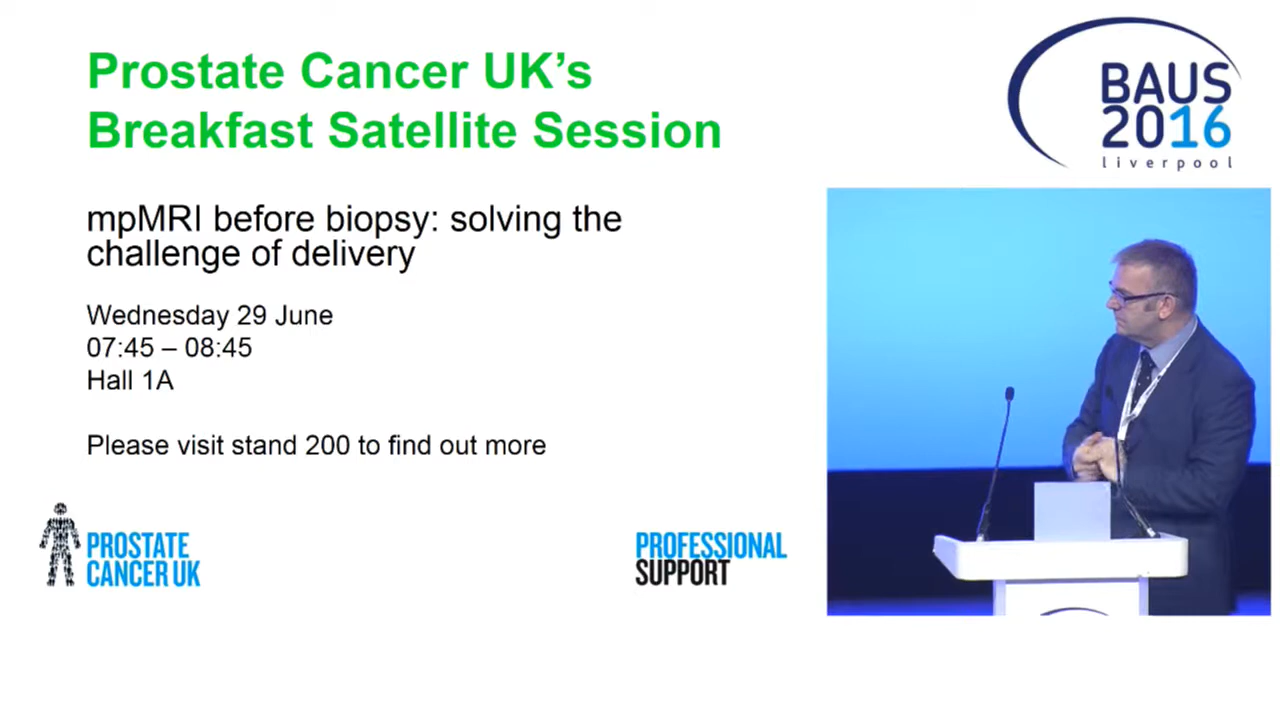 Prostate Cancer UK’s
Breakfast Satellite Session
mpMRI before biopsy: solving the
challenge of delivery
Wednesday 29 June
07:45 – 08:45
Hall 1A
Please visit stand 200 to find out more
PROSTATE
CANCER UK
PROFESSIONAL
SUPPORT
BAUS
2016
liverpool